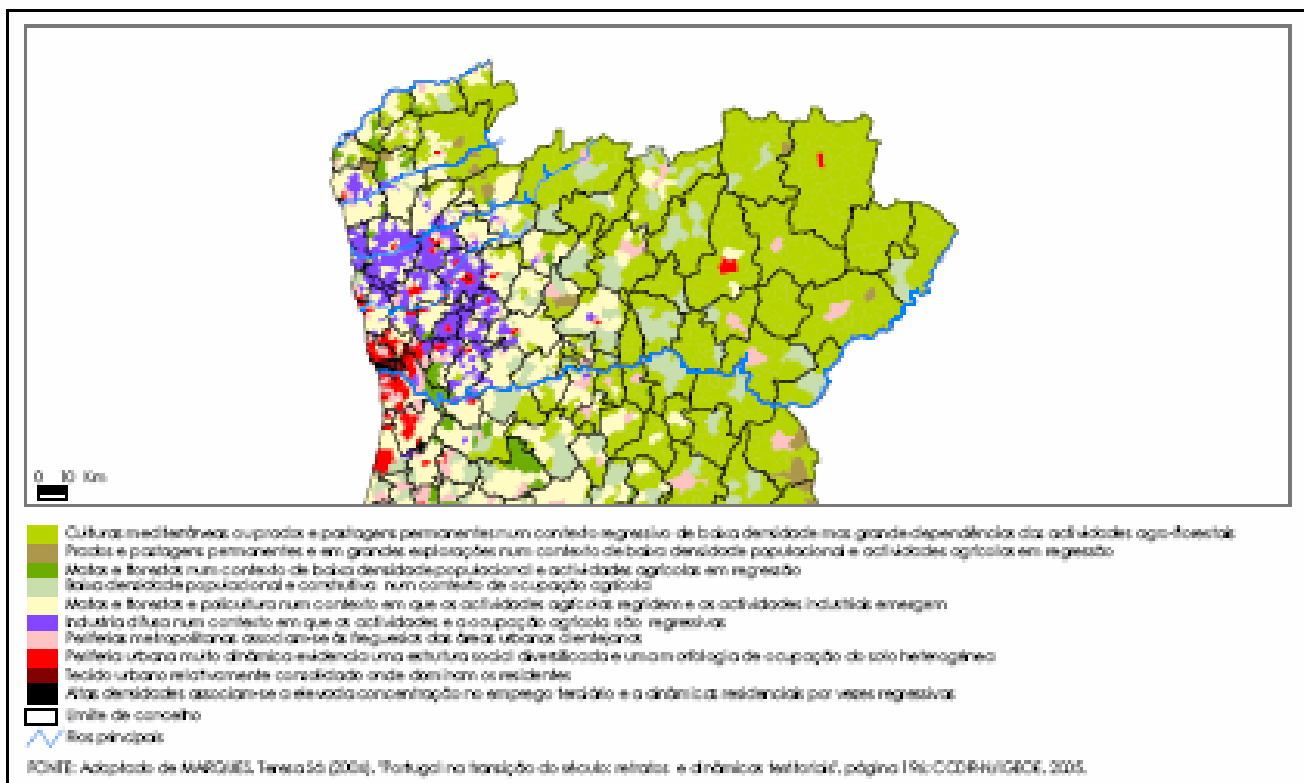 0 10 Km
Culturas mediterrâneas ou prados e pastagens permanentes num contexto regressivo de baixa densidade mas grande dependências das actividades agro-florestais
Prados e pastagens permanentes e em grandes explorações num contexto de baixa densidade populacional e actividades agrícolas em regressão
Matas e florestas num contexto de baixa densidade populacional e actividades agrícolas em regressão
Baixa densidade populacional e construtiva num contexto de ocupação agrícola
Matas e florestas e policultura num contexto em que as actividades agrícolas regridem e as actividades industriais emergem
Industria difusa num contexto em que as actividades e a ocupação agrícola são regressivas
Periferias metropolitanas associam-se às freguesias das áreas urbanas
Periferia urbana muito dinâmica evidencia uma estrutura social diversificada e uma morfologia de ocupação do solo heterogénea
Tecido urbano relativamente consolidado onde dominam os residentes
Altas densidades associam-se a elevada concentração no emprego terciário e a dinâmicas residenciais por vezes regressivas
Limite de concelho
Rios principais
FONTE: Adaptado de MARQUES, Teresa Sá (2004), "Portugal na transição do século: retratos e dinâmicas territoriais", página 196; 2005.